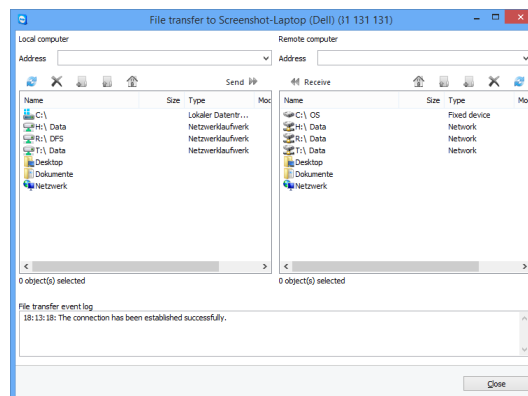 File transfer to Screenshot-Laptop (Dell) (31 131 131)
Local computer
Remote computer
Address
Address
Send
Receive
Name Size Type Mod
Name Size Type Mo
C:\ Lokaler Datentr...
H:\ Data Netzwerklaufwerk
R:\ DFS Netzwerklaufwerk
T:\ Data Netzwerklaufwerk
Desktop
Dokumente
Netzwerk
C:\ OS Fixed device
H:\ Data Network
R:\ Data Network
T:\ Data Network
Desktop
Dokumente
Netzwerk
0 object(s) selected
0 object(s) selected
File transfer event log
18:13:18: The connection has been established successfully.
Close